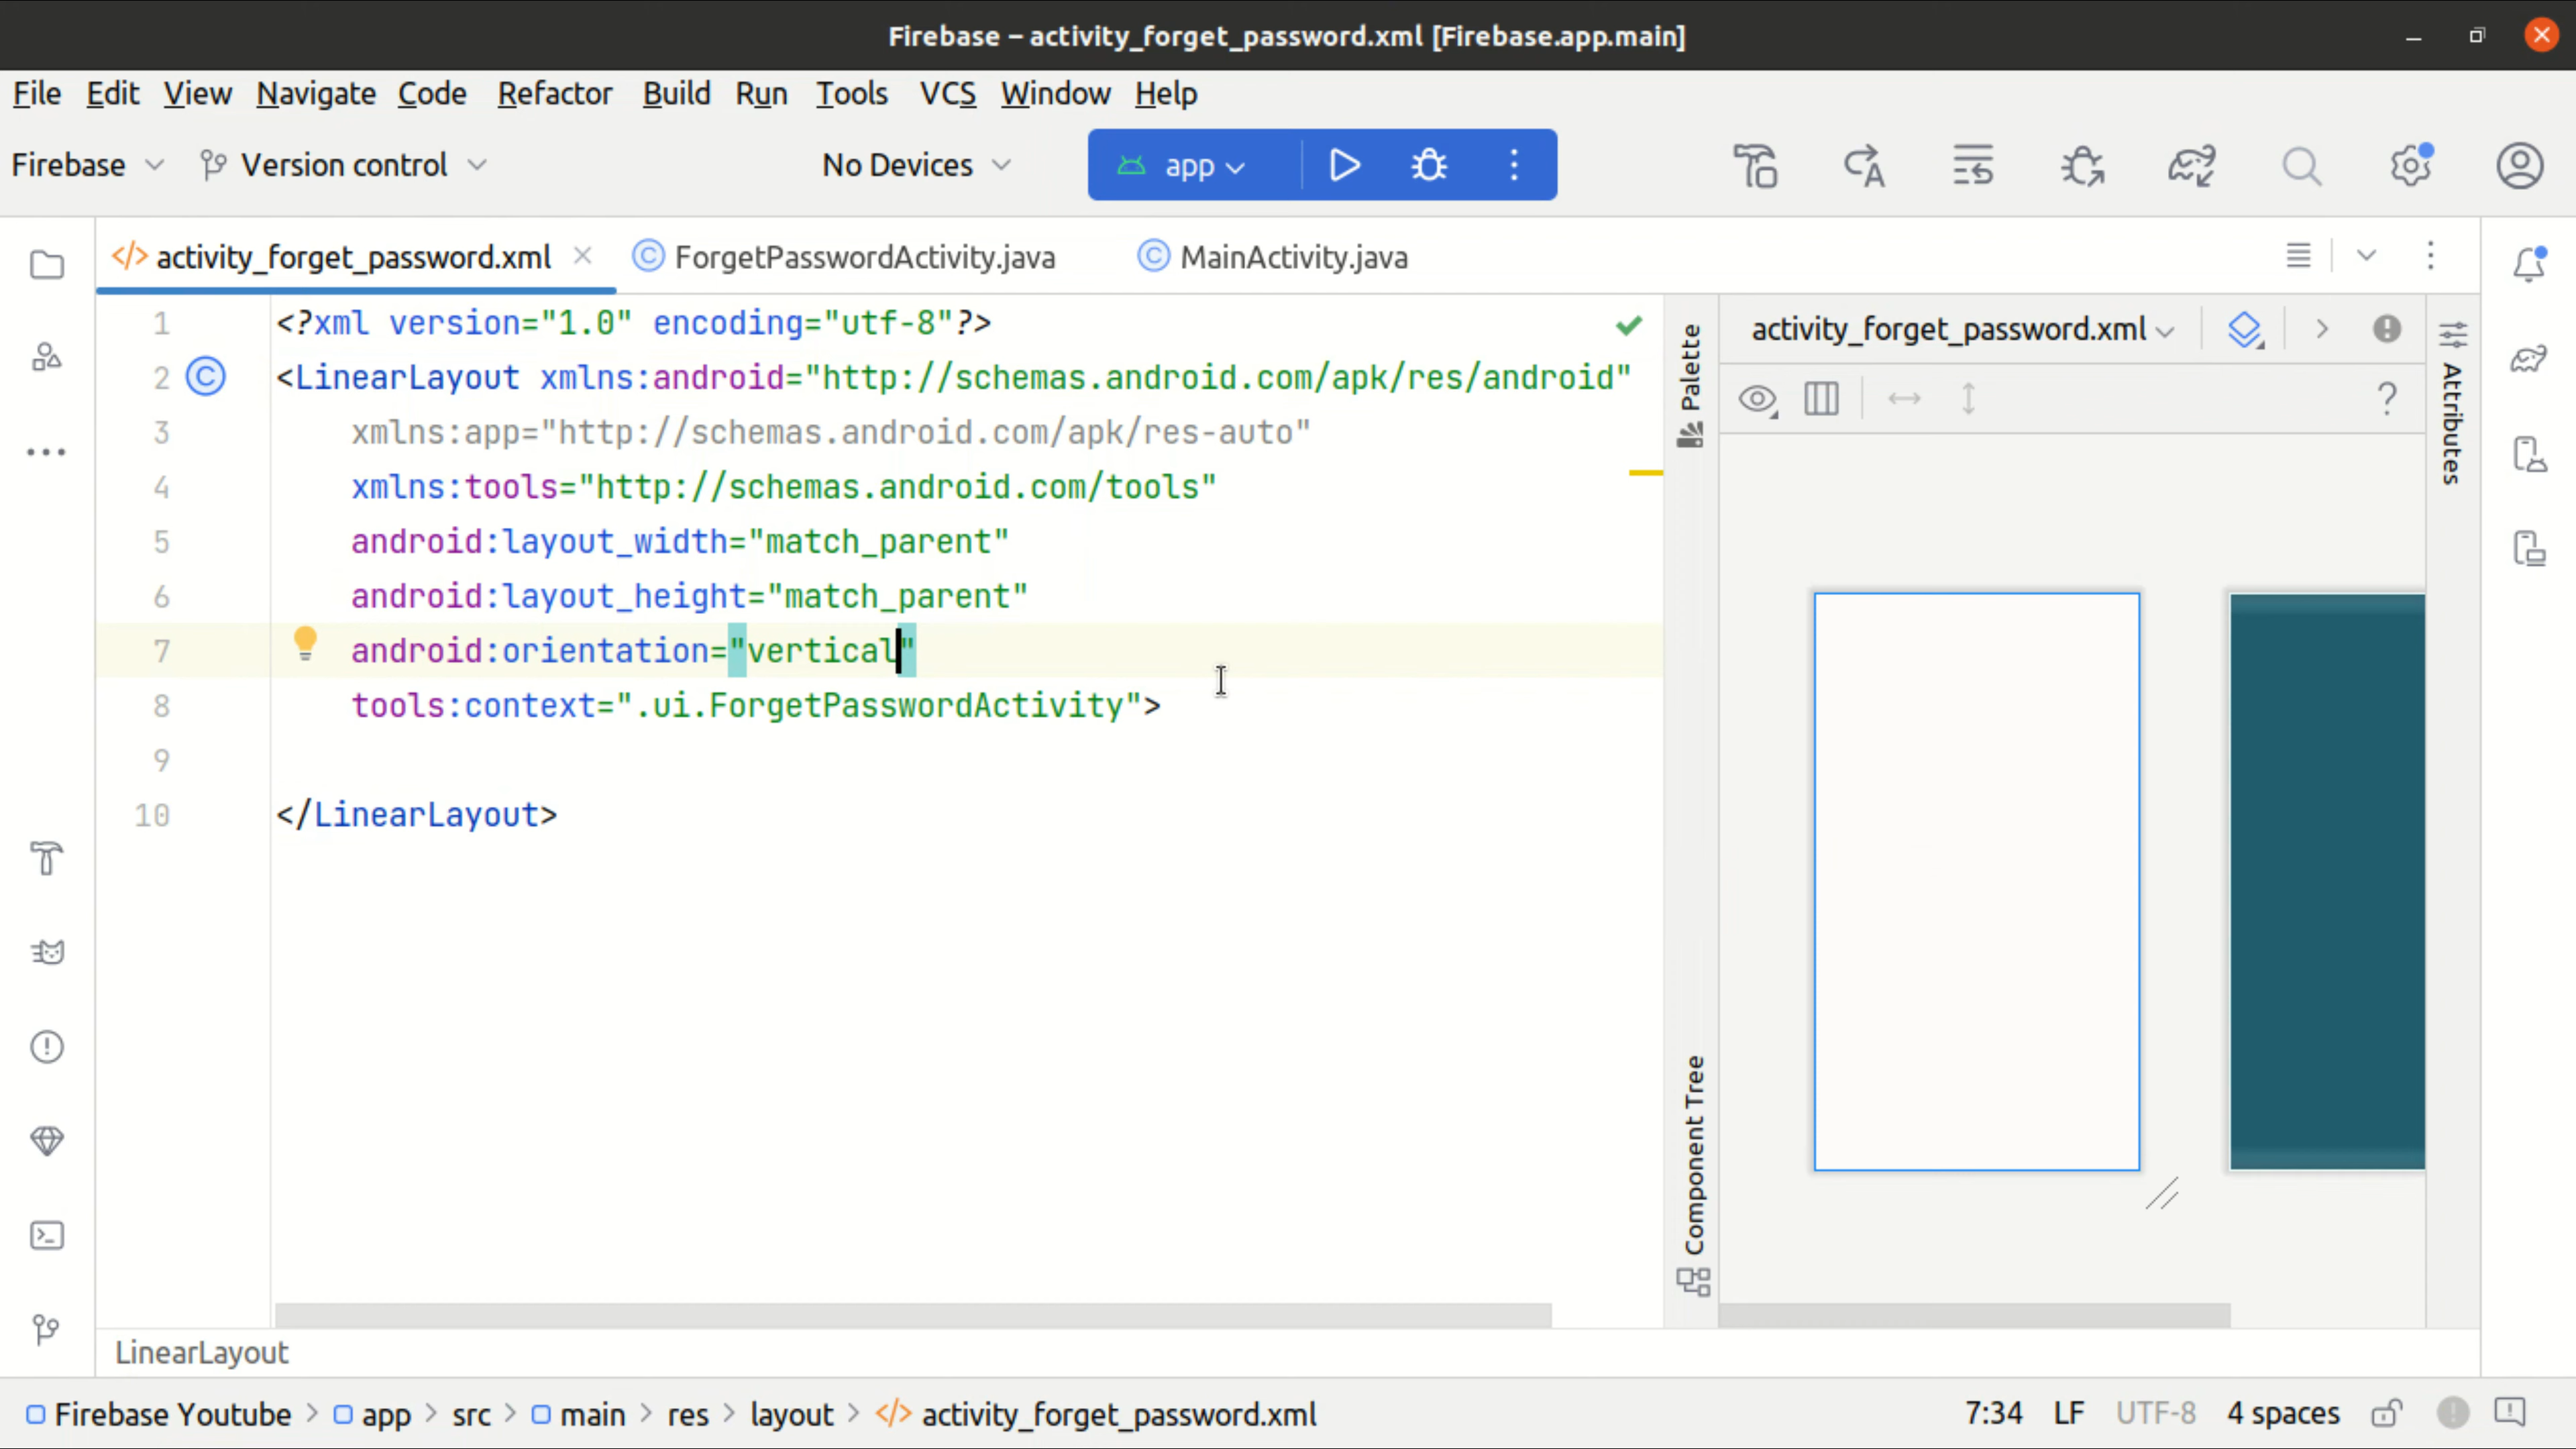 Firebase – activity_forget_password.xml [Firebase.app.main]
File Edit View Navigate Code Refactor Build Run Tools VCS Window Help
Firebase Version control No Devices app
activity_forget_password.xml ForgetPasswordActivity.java MainActivity.java
1 <?xml version="1.0" encoding="utf-8"?>
2 <LinearLayout xmlns:android="http://schemas.android.com/apk/res/android"
3 xmlns:app="http://schemas.android.com/apk/res-auto"
4 xmlns:tools="http://schemas.android.com/tools"
5 android:layout_width="match_parent"
6 android:layout_height="match_parent"
7 android:orientation="vertical"
8 tools:context=".ui.ForgetPasswordActivity">
9
10 </LinearLayout>
Palette
Component Tree
activity_forget_password.xml
?
Attributes
LinearLayout
Firebase Youtube > app > src > main > res > layout > activity_forget_password.xml
7:34 LF UTF-8 4 spaces